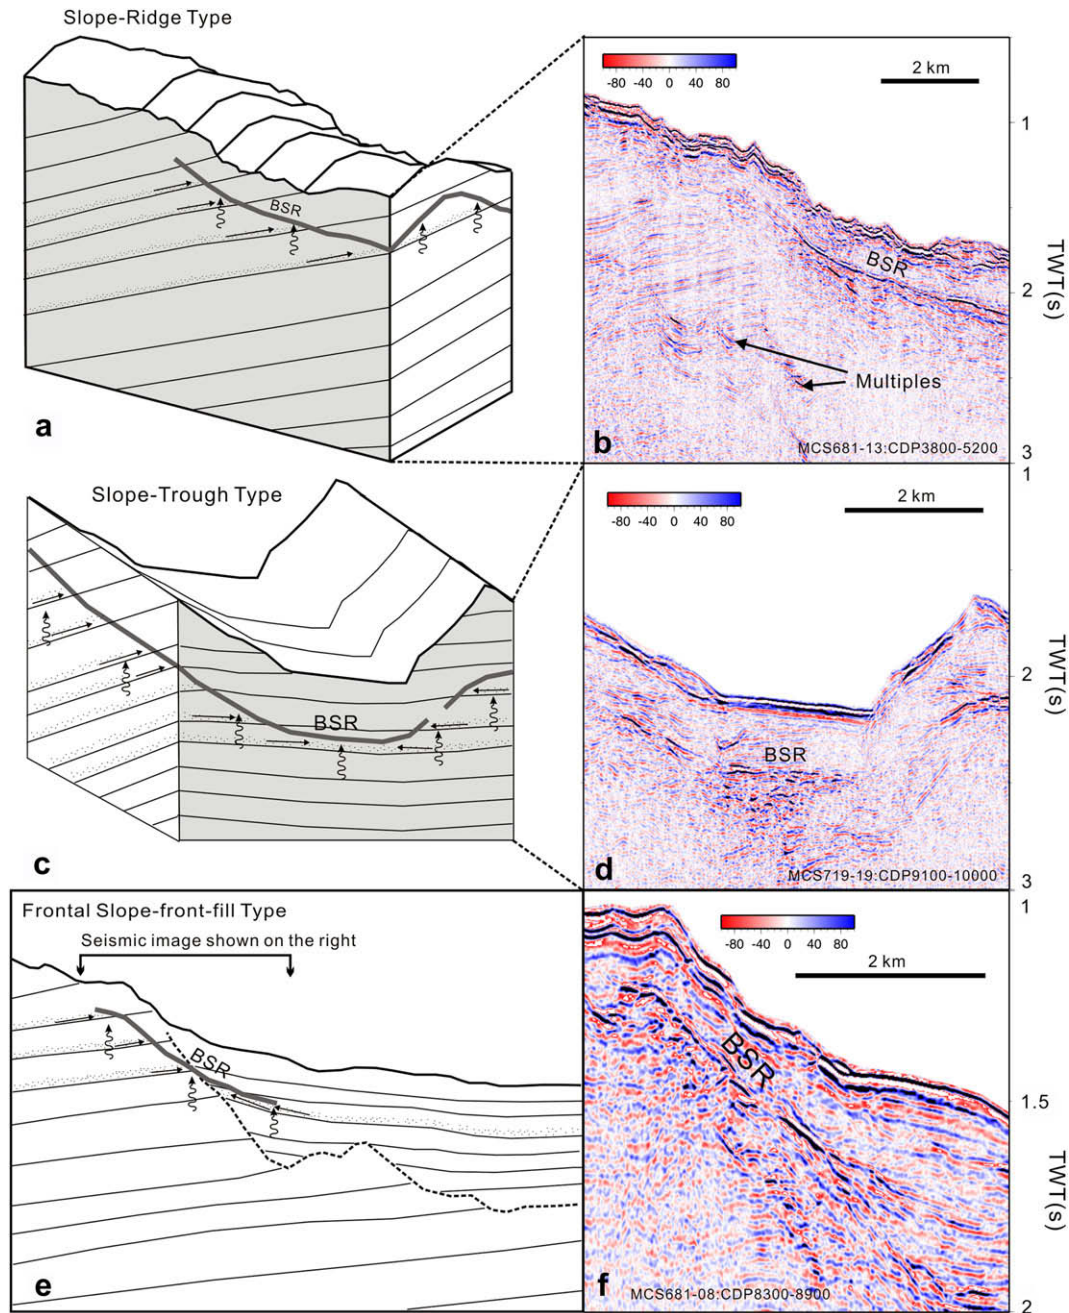 Slope-Ridge Type
BSR
a
-80 -40 0 40 80
2 km
1
BSR
2
TWT(s)
Multiples
b
MCS681-13:CDP3800-5200
3
Slope-Trough Type
BSR
c
1
-80 -40 0 40 80
2 km
2
TWT(s)
BSR
d
MCS719-19:CDP9100-10000
3
Frontal Slope-front-fill Type
Seismic image shown on the right
BSR
e
1
-80 -40 0 40 80
2 km
BSR
1.5
TWT(s)
f
MCS681-08:CDP8300-8900
2